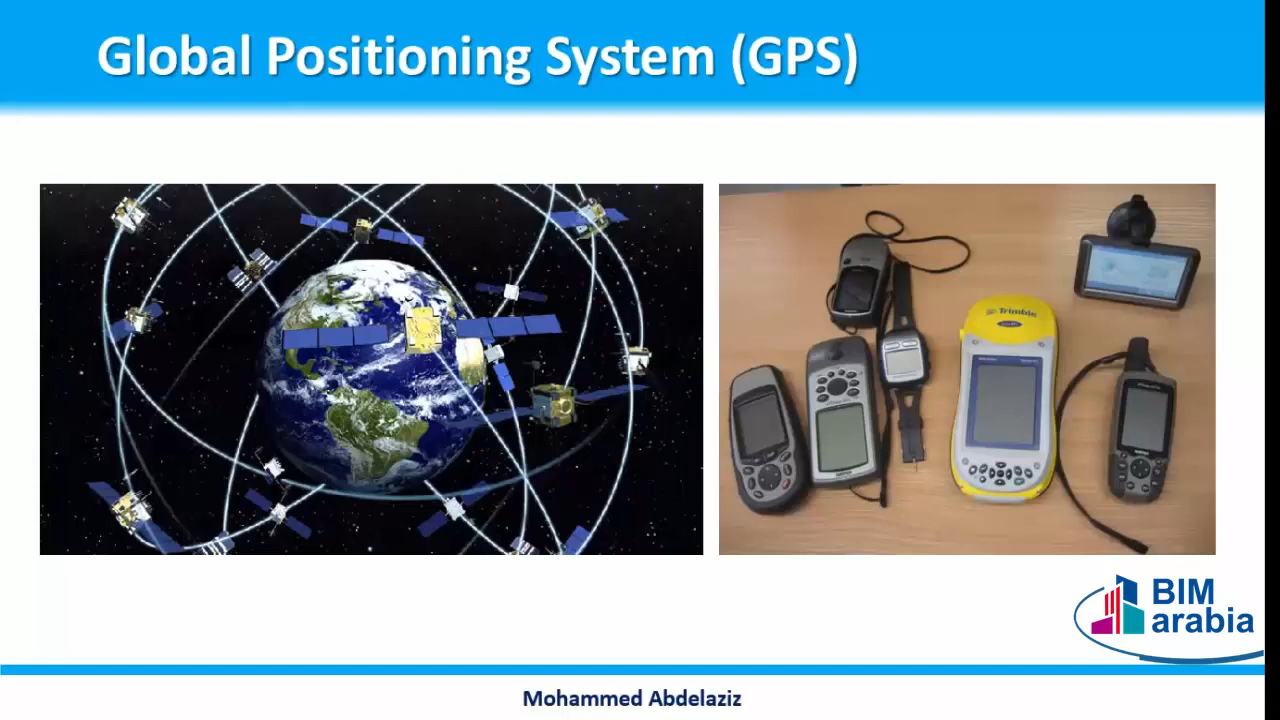 Global Positioning System (GPS)
Trimble
BIM
arabia
Mohammed Abdelaziz